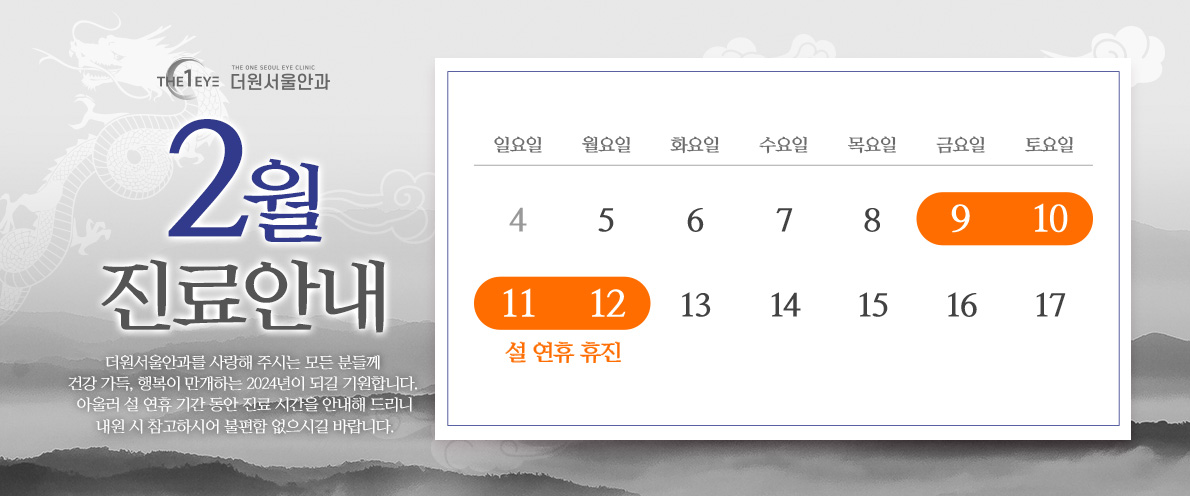 THE1EYE
THE ONE SEOUL EYE CLINIC
더원서울안과
2월
진료안내
더원서울안과를 사랑해 주시는 모든 분들께
건강 가득, 행복이 만개하는 2024년이 되길 기원합니다.
아울러 설 연휴 기간 동안 진료 시간을 안내해 드리니
내원 시 참고하시어 불편함 없으시길 바랍니다.
일요일 월요일 화요일 수요일 목요일 금요일 토요일
4 5 6 7 8 9 10
11 12 13 14 15 16 17
설 연휴 휴진